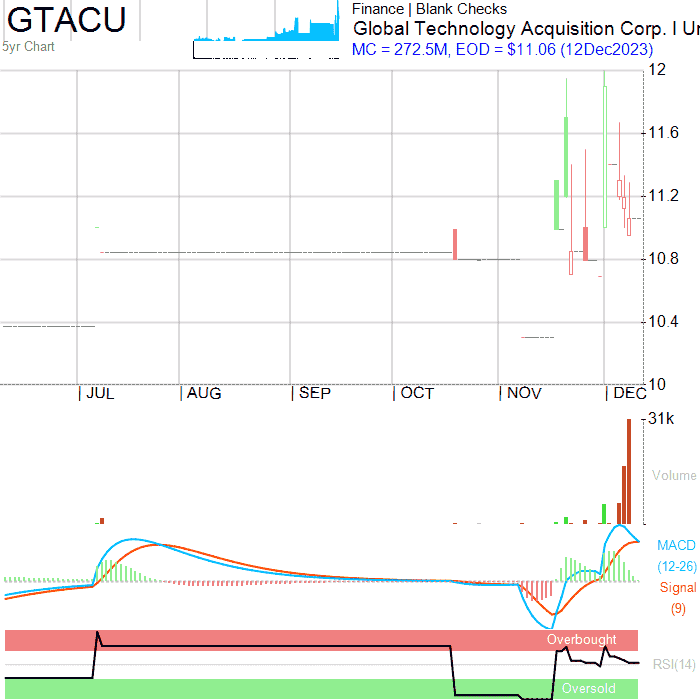 GTACU
5yr Chart
Finance | Blank Checks
Global Technology Acquisition Corp. I Un
MC = 272.5M, EOD = $11.06 (12Dec2023)
12
11.6
11.2
10.8
10.4
10
| JUL | AUG | SEP | OCT | NOV | DEC
31k
Volume
MACD
(12-26)
Signal
(9)
Overbought
RSI(14)
Oversold